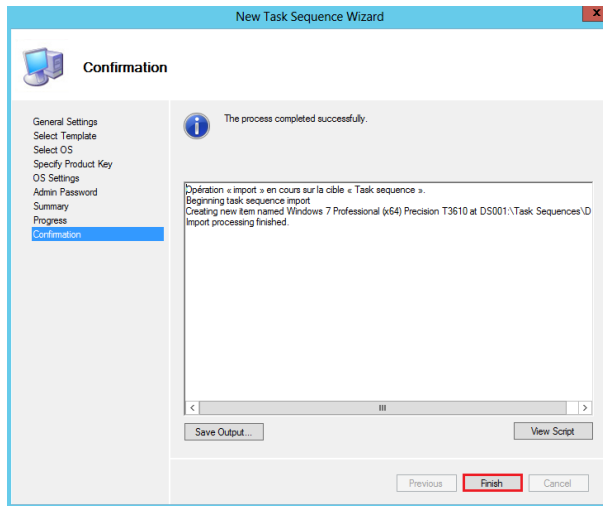 New Task Sequence Wizard
x
Confirmation
General Settings
Select Template
Select OS
Specify Product Key
OS Settings
Admin Password
Summary
Progress
Confirmation
The process completed successfully.
Opération « import » en cours sur la cible « Task sequence ».
Beginning task sequence import
Creating new item named Windows 7 Professional (x64) Precision T3610 at DS001:\Task Sequences\D
Import processing finished.
Save Output...
View Script
Previous
Finish
Cancel